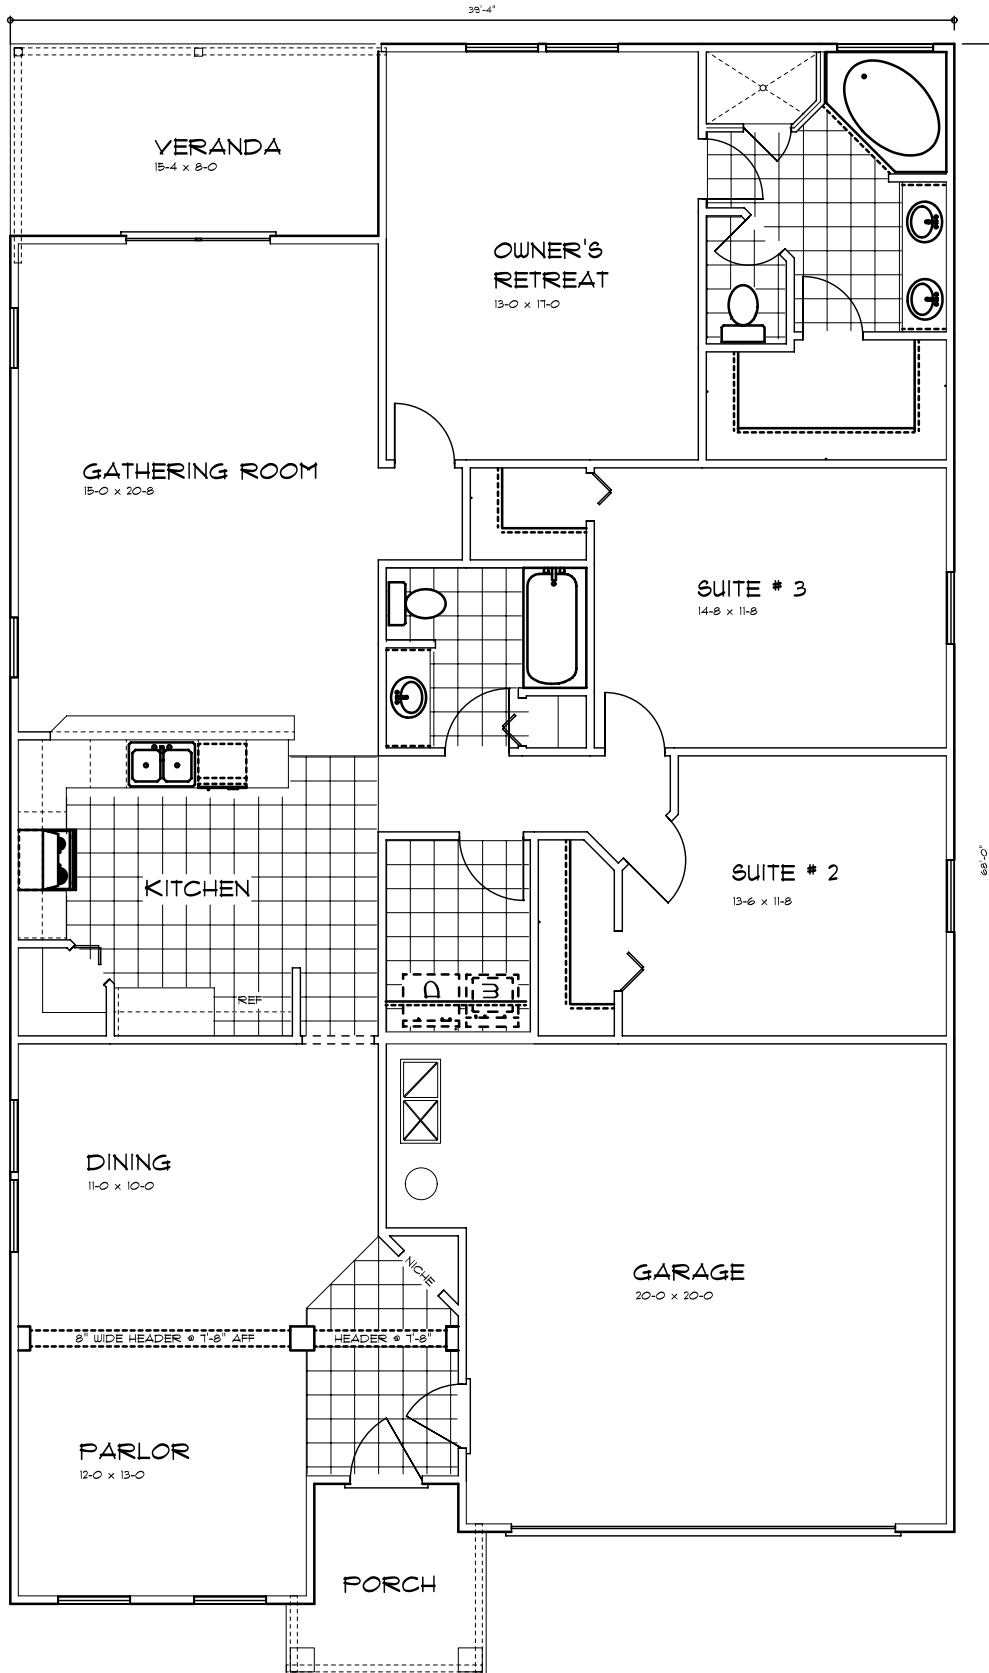 39'-4"
VERANDA
15-4 x 8-0
OWNER'S
RETREAT
13-0 x 17-0
GATHERING ROOM
15-0 x 20-8
SUITE # 3
14-8 x 11-8
68'-0"
KITCHEN
SUITE # 2
13-6 x 11-8
D
W
REF
DINING
11-0 x 10-0
NICHE
GARAGE
20-0 x 20-0
8" WIDE HEADER @ 7'-8" AFF
HEADER @ 7'-8"
PARLOR
12-0 x 13-0
PORCH